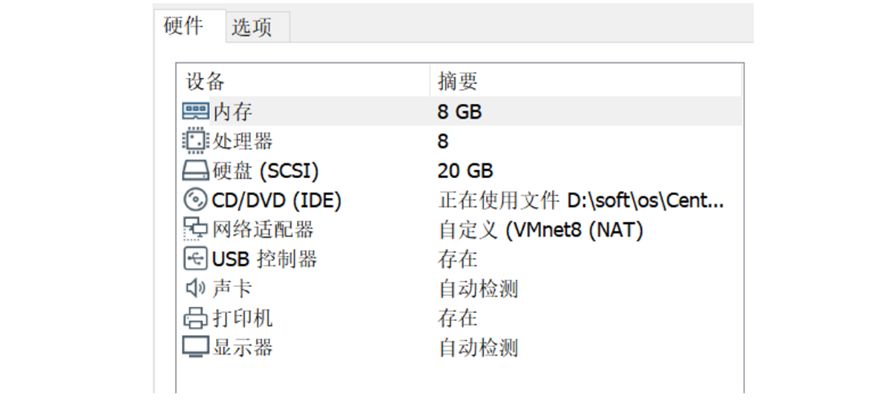 硬件 选项
设备 摘要
内存 8 GB
处理器 8
硬盘 (SCSI) 20 GB
CD/DVD (IDE) 正在使用文件 D:\soft\os\Cent...
网络适配器 自定义 (VMnet8 (NAT)
USB 控制器 存在
声卡 自动检测
打印机 存在
显示器 自动检测